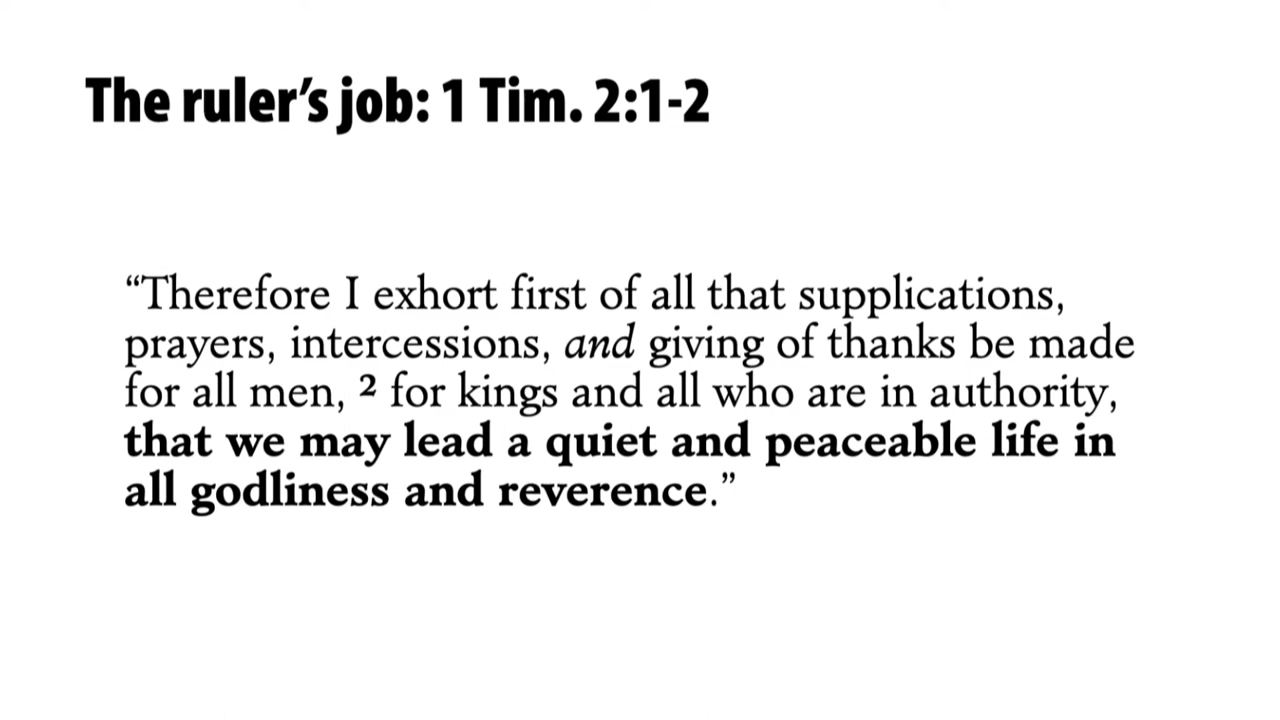 The ruler’s job: 1 Tim. 2:1-2
“Therefore I exhort first of all that supplications,
prayers, intercessions, and giving of thanks be made
for all men, 2 for kings and all who are in authority,
that we may lead a quiet and peaceable life in
all godliness and reverence.”